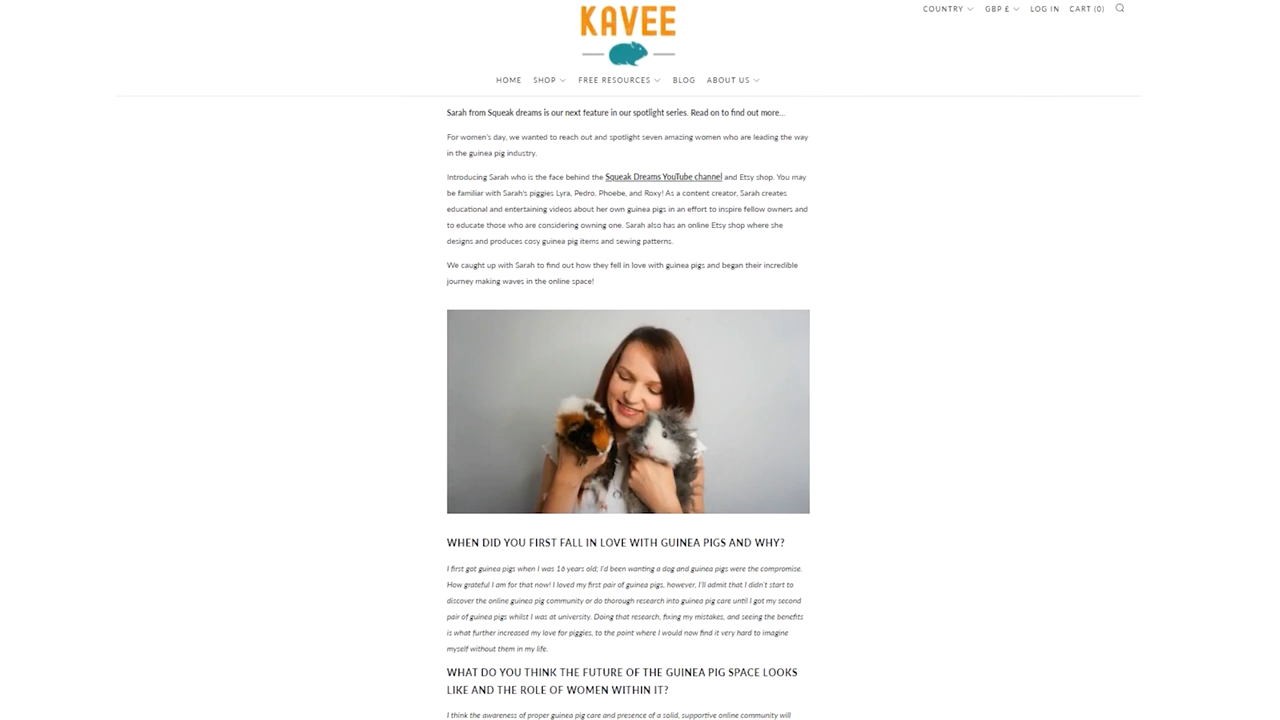 KAVEE
COUNTRY GBP £ LOG IN CART (0)
HOME SHOP FREE RESOURCES BLOG ABOUT US
Sarah from Squeak dreams is our next feature in our spotlight series. Read on to find out more...
For women's day, we wanted to reach out and spotlight seven amazing women who are leading the way
in the guinea pig industry.
Introducing Sarah who is the face behind the Squeak Dreams YouTube channel and Etsy shop. You may
be familiar with Sarah's piggies Lyra, Pedro, Phoebe, and Roxy! As a content creator, Sarah creates
educational and entertaining videos about her own guinea pigs in an effort to inspire fellow owners and
to educate those who are considering owning one. Sarah also has an online Etsy shop where she
designs and produces cosy guinea pig items and sewing patterns.
We caught up with Sarah to find out how they fell in love with guinea pigs and began their incredible
journey making waves in the online space!
WHEN DID YOU FIRST FALL IN LOVE WITH GUINEA PIGS AND WHY?
I first got guinea pigs when I was 16 years old; I'd been wanting a dog and guinea pigs were the compromise.
How grateful I am for that now! I loved my first pair of guinea pigs, however, I'll admit that I didn't start to
discover the online guinea pig community or do thorough research into guinea pig care until I got my second
pair of guinea pigs whilst I was at university. Doing that research, fixing my mistakes, and seeing the benefits
is what further increased my love for piggies, to the point where I would now find it very hard to imagine
myself without them in my life.
WHAT DO YOU THINK THE FUTURE OF THE GUINEA PIG SPACE LOOKS
LIKE AND THE ROLE OF WOMEN WITHIN IT?
I think the awareness of proper guinea pig care and presence of a solid, supportive online community will